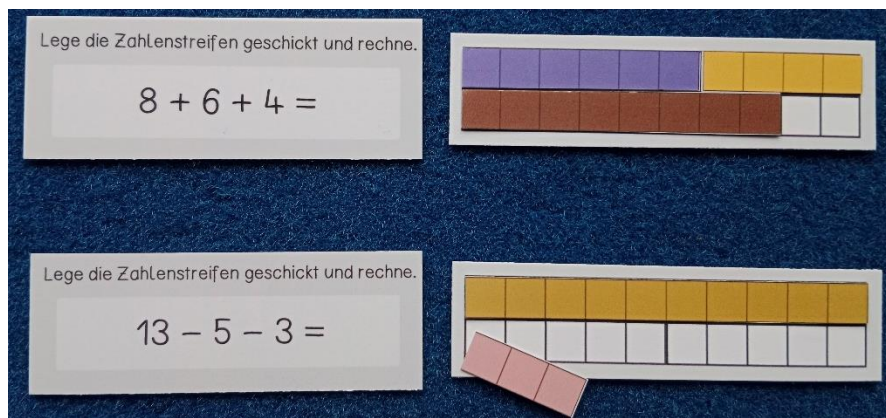 Lege die Zahlenstreifen geschickt und rechne.
8 + 6 + 4 =
Lege die Zahlenstreifen geschickt und rechne.
13 – 5 – 3 =